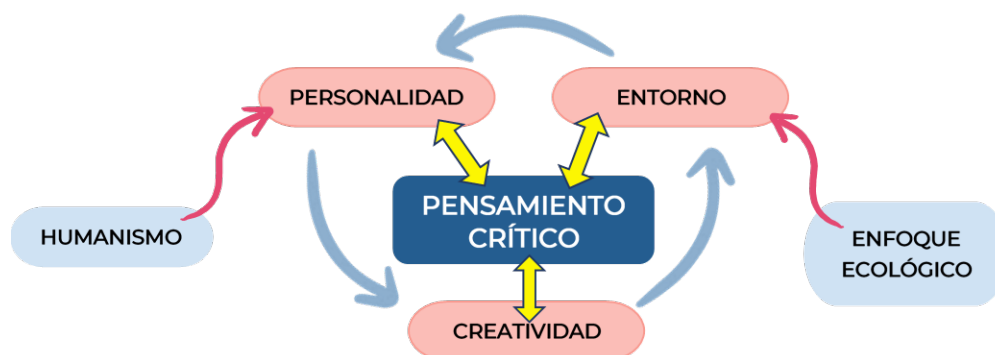 PERSONALIDAD
ENTORNO
PENSAMIENTO
CRÍTICO
HUMANISMO
ENFOQUE
ECOLÓGICO
CREATIVIDAD